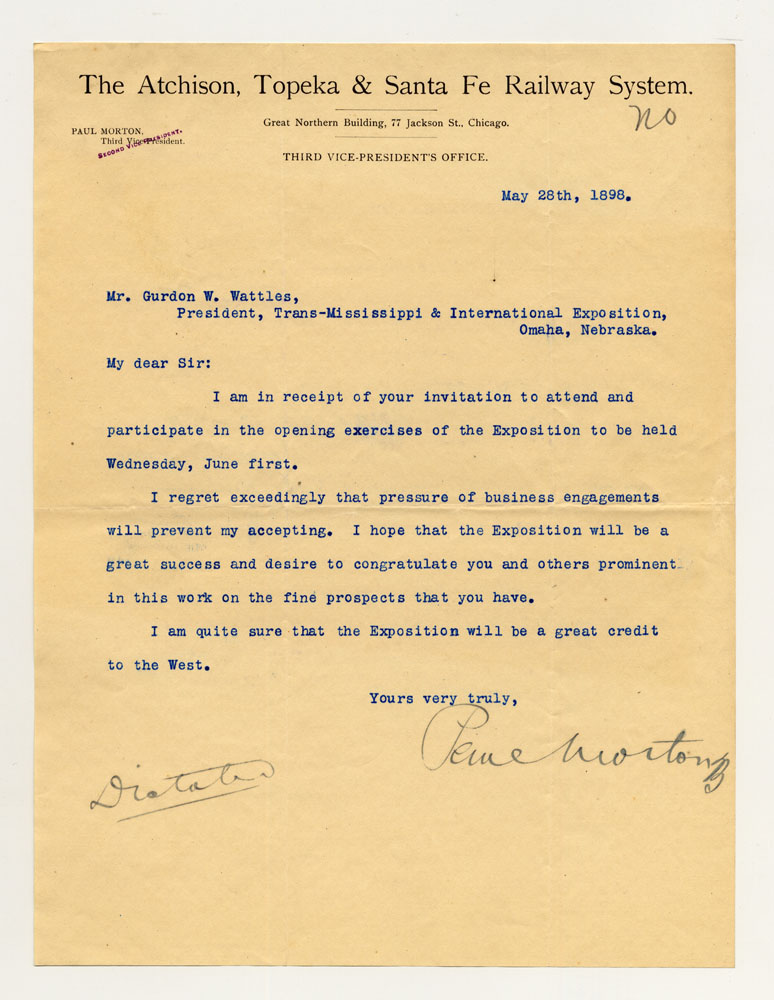 The Atchison, Topeka & Santa Fe Railway System.
Great Northern Building, 77 Jackson St., Chicago.
no
PAUL MORTON,
Third Vice-President.
SECOND VICE-PRESIDENT.
THIRD VICE-PRESIDENT'S OFFICE.
May 28th, 1898.
Mr. Gurdon W. Wattles,
President, Trans-Mississippi & International Exposition,
Omaha, Nebraska.
My dear Sir:
I am in receipt of your invitation to attend and
participate in the opening exercises of the Exposition to be held
Wednesday, June first.
I regret exceedingly that pressure of business engagements
will prevent my accepting. I hope that the Exposition will be a
great success and desire to congratulate you and others prominent
in this work on the fine prospects that you have.
I am quite sure that the Exposition will be a great credit
to the West.
Yours very truly,
Paul Morton
B
Dictated